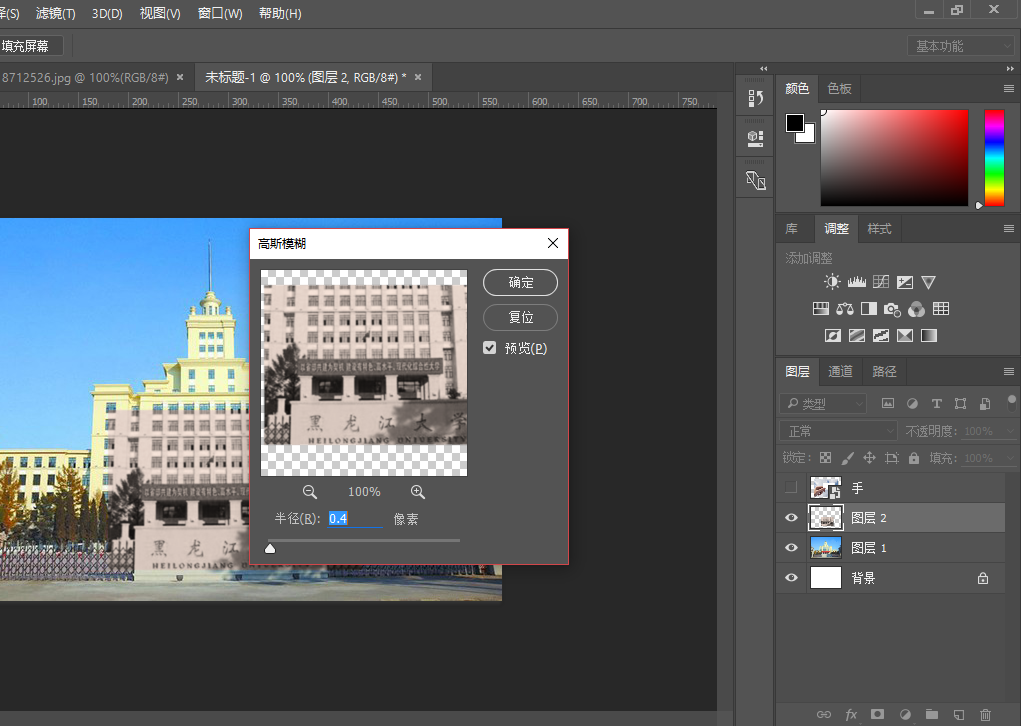 择(S) 滤镜(T) 3D(D) 视图(V) 窗口(W) 帮助(H)
填充屏幕
基本功能
8712526.jpg @ 100%(RGB/8#) ×
未标题-1 @ 100% (图层 2, RGB/8#) * ×
100 150 200 250 300 350 400 450 500 550 600 650 700 750
颜色 色板
库 调整 样式
添加调整
图层 通道 路径
类型
正常 不透明度: 100%
锁定: 填充: 100%
手
图层 2
图层 1
背景
fx
高斯模糊
确定
复位
预览(P)
黑龙江大学
HEILONGJIANG UNIVERSITY
100%
半径(R): 0.4 像素
黑龙江
HEILONGJIANG